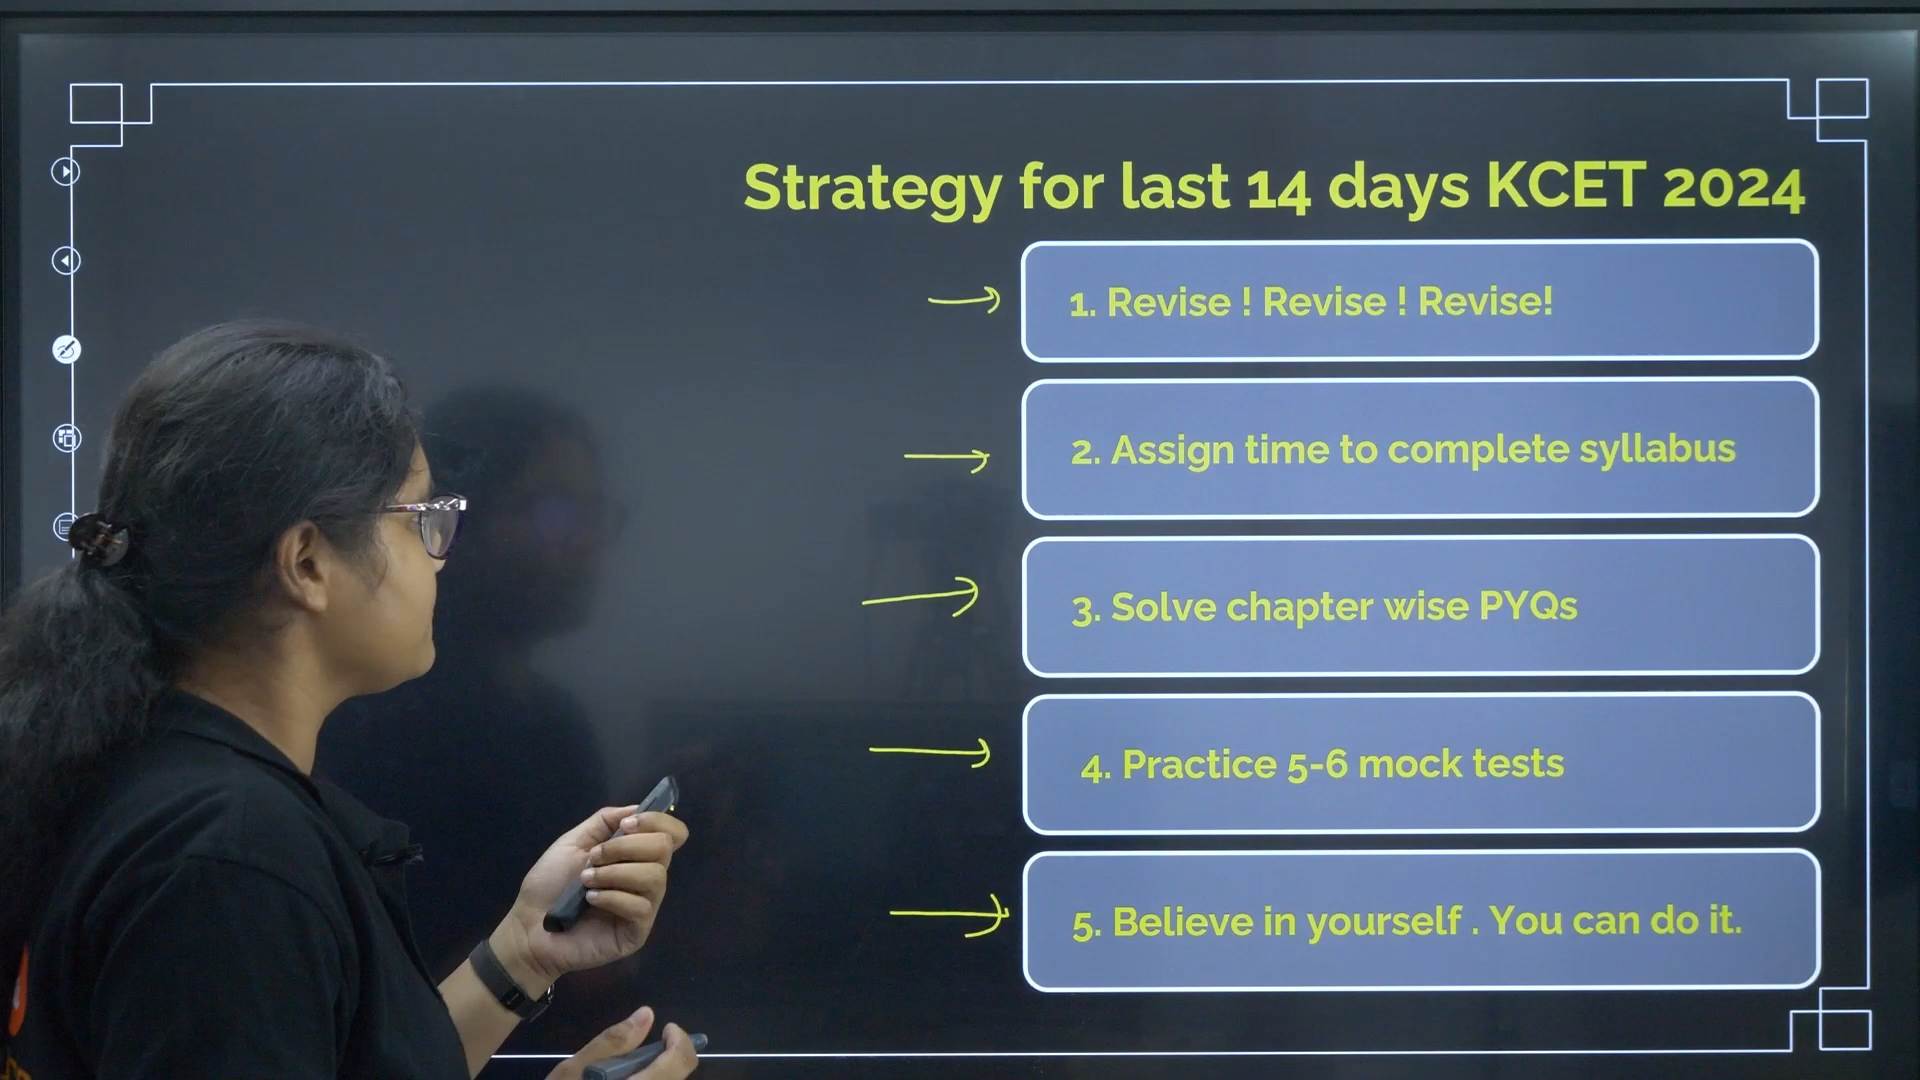 Strategy for last 14 days KCET 2024
1. Revise ! Revise ! Revise!
2. Assign time to complete syllabus
3. Solve chapter wise PYQs
4. Practice 5-6 mock tests
5. Believe in yourself . You can do it.